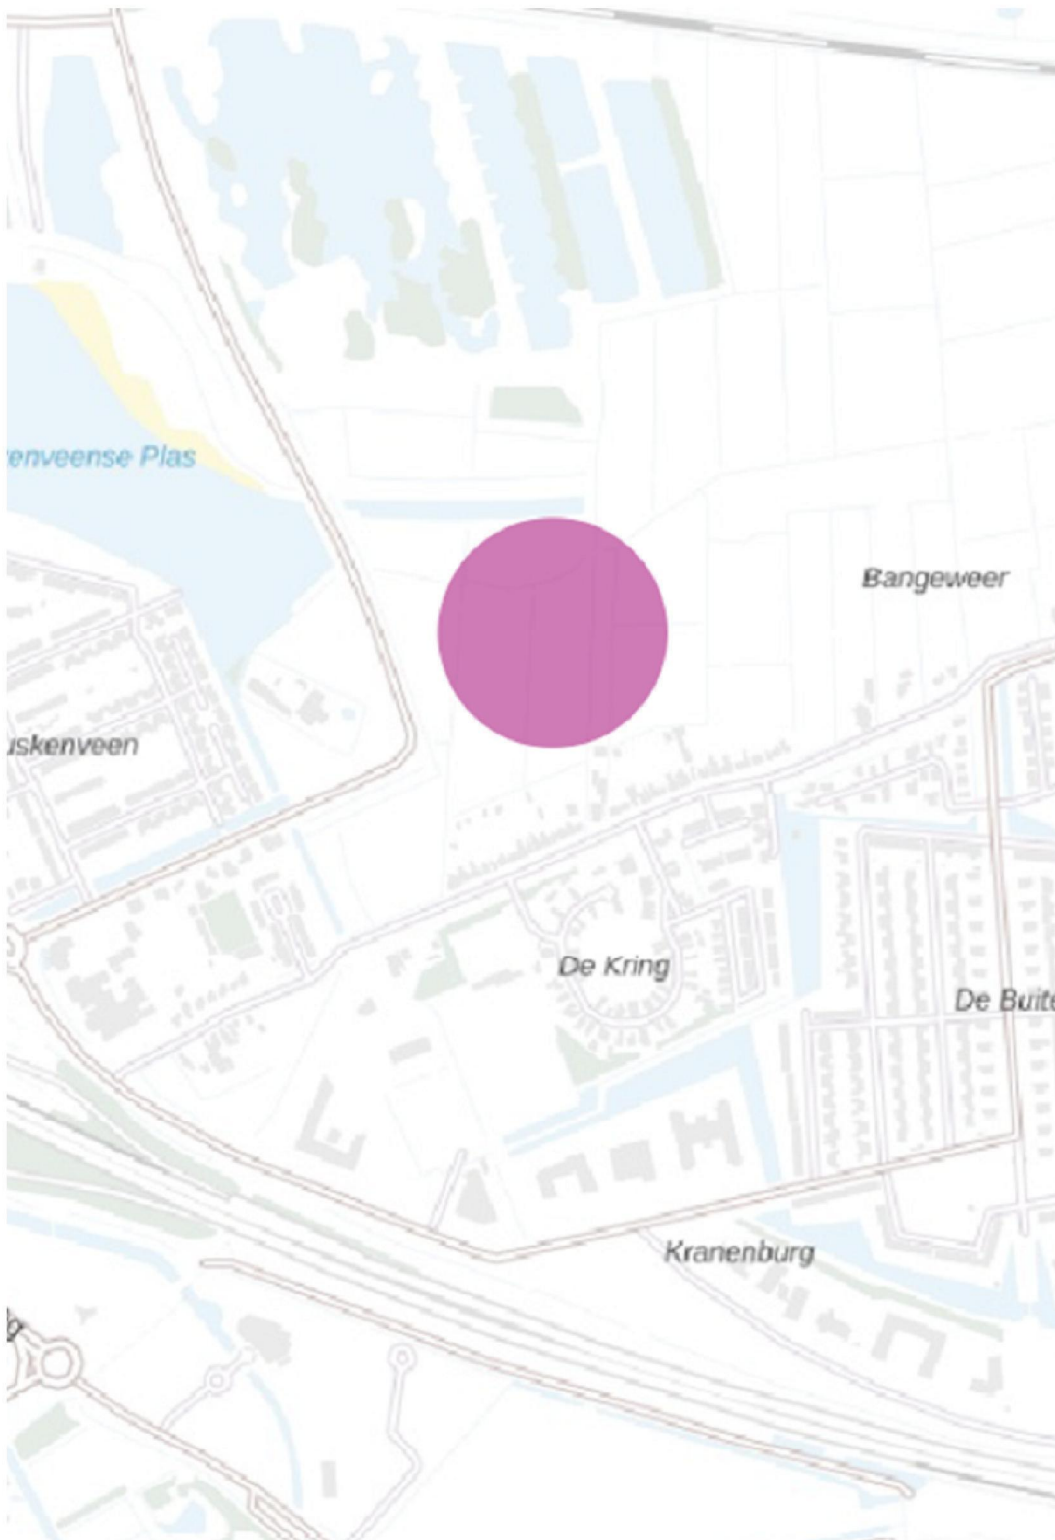 enveense Plas
Bangeweer
uskenveen
De Kring
De Buite
Kranenburg